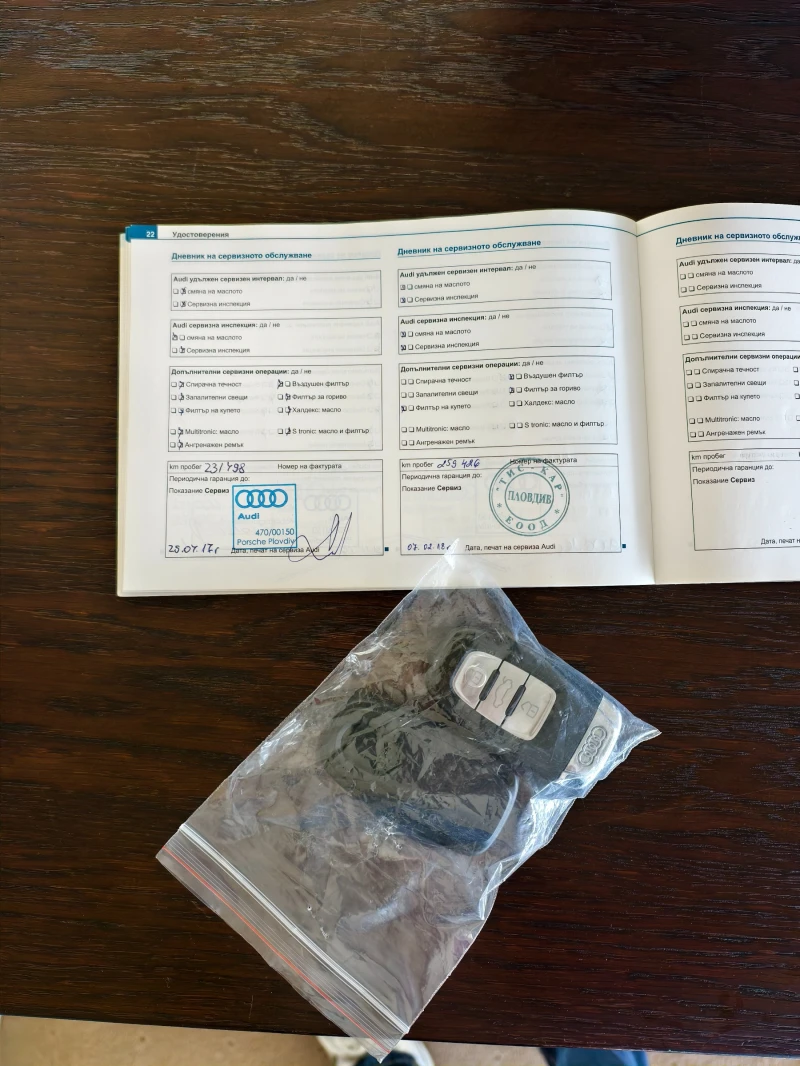 22 Удостоверения
Дневник на сервизното обслужване
Audi удължен сервизен интервал: да / не
смяна на маслото
Сервизна инспекция
Audi сервизна инспекция: да / не
смяна на маслото
Сервизна инспекция
Допълнителни сервизни операции: да / не
Спирачна течност Въздушен филтър
Запалителни свещи Филтър за гориво
Филтър на купето Халдекс: масло
Multitronic: масло S tronic: масло и филтър
Ангренажен ремък
km пробег 231498 Номер на фактурата
Периодична гаранция до:
Показание Сервиз
Audi
470/00150
Porsche Plovdiv
25.04.17г Дата, печат на сервиза Audi
Дневник на сервизното обслужване
Audi удължен сервизен интервал: да / не
смяна на маслото
Сервизна инспекция
Audi сервизна инспекция: да / не
смяна на маслото
Сервизна инспекция
Допълнителни сервизни операции: да / не
Спирачна течност Въздушен филтър
Запалителни свещи Филтър за гориво
Филтър на купето Халдекс: масло
Multitronic: масло S tronic: масло и филтър
Ангренажен ремък
km пробег 259426 Номер на фактурата
Периодична гаранция до:
Показание Сервиз
ТИС - КАР
ПЛОВДИВ
ЕООД
07.02.18г Дата, печат на сервиза Audi
Дневник на сервизното
Audi удължен сервизен интервал:
смяна на маслото
Сервизна инспекция
Audi сервизна инспекция: да
смяна на маслото
Сервизна инспекция
Допълнителни сервизни
Спирачна течност
Запалителни свещи
Филтър на купето
Multitronic: масло
Ангренажен ремък
km пробег
Периодична гаранция до:
Показание Сервиз
Дата, печат